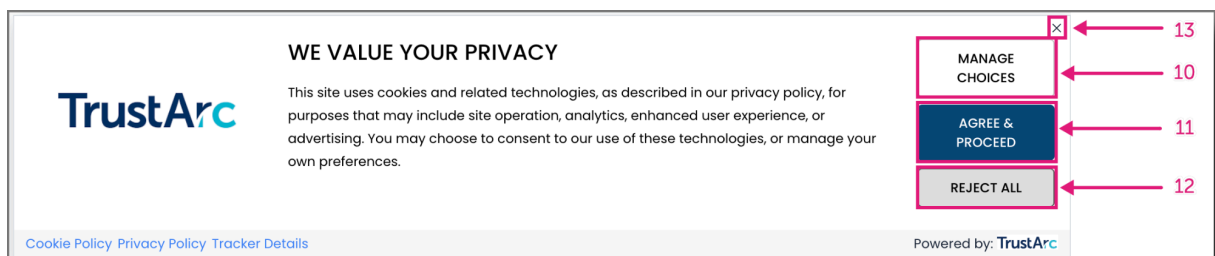 13
WE VALUE YOUR PRIVACY
MANAGE
CHOICES
10
TrustArc
This site uses cookies and related technologies, as described in our privacy policy, for
purposes that may include site operation, analytics, enhanced user experience, or
advertising. You may choose to consent to our use of these technologies, or manage your
own preferences.
AGREE &
PROCEED
11
REJECT ALL
12
Cookie Policy Privacy Policy Tracker Details
Powered by: TrustArc